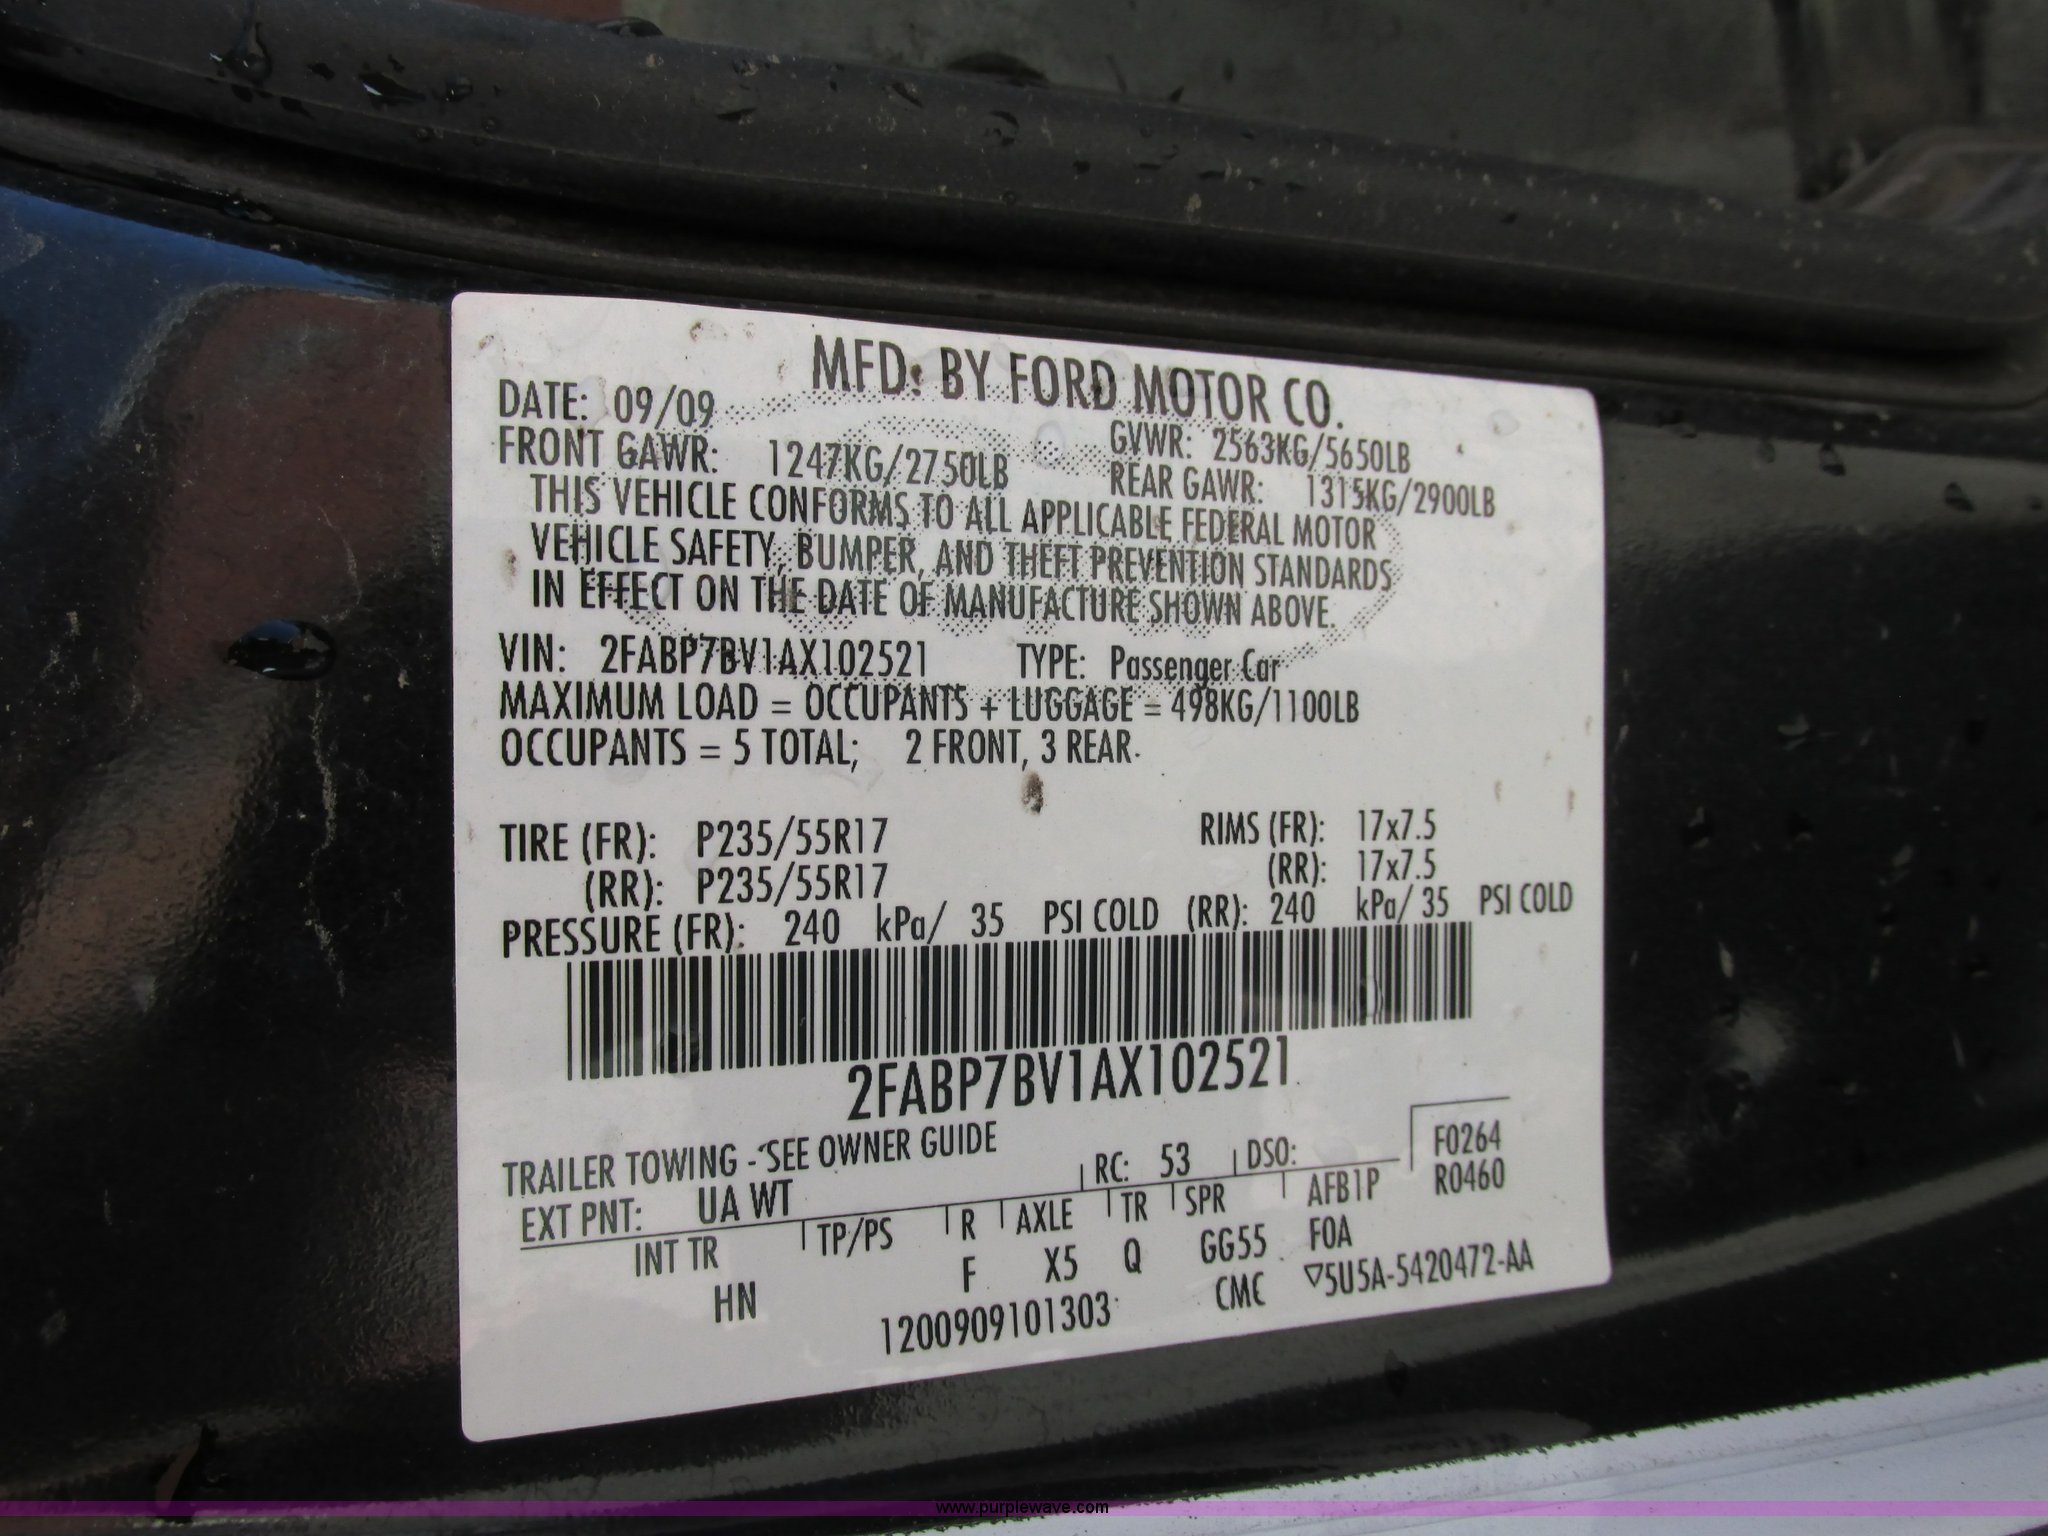 MFD. BY FORD MOTOR CO.
DATE: 09/09
GVWR: 2563KG/5650LB
FRONT GAWR: 1247KG/2750LB
REAR GAWR: 1315KG/2900LB
THIS VEHICLE CONFORMS TO ALL APPLICABLE FEDERAL MOTOR
VEHICLE SAFETY, BUMPER, AND THEFT PREVENTION STANDARDS
IN EFFECT ON THE DATE OF MANUFACTURE SHOWN ABOVE.
VIN: 2FABP7BV1AX102521 TYPE: Passenger Car
MAXIMUM LOAD = OCCUPANTS + LUGGAGE = 498KG/1100LB
OCCUPANTS = 5 TOTAL; 2 FRONT, 3 REAR
TIRE (FR): P235/55R17 RIMS (FR): 17x7.5
(RR): P235/55R17 (RR): 17x7.5
PRESSURE (FR): 240 kPa/ 35 PSI COLD (RR): 240 kPa/ 35 PSI COLD
2FABP7BV1AX102521
TRAILER TOWING - SEE OWNER GUIDE
EXT PNT: UA WT RC: 53 DSO: F0264
R0460
INT TR TP/PS R AXLE TR SPR AFB1P
HN F X5 Q GG55 FOA
1200909101303 CMC ▽5U5A-5420472-AA
www.purplewave.com